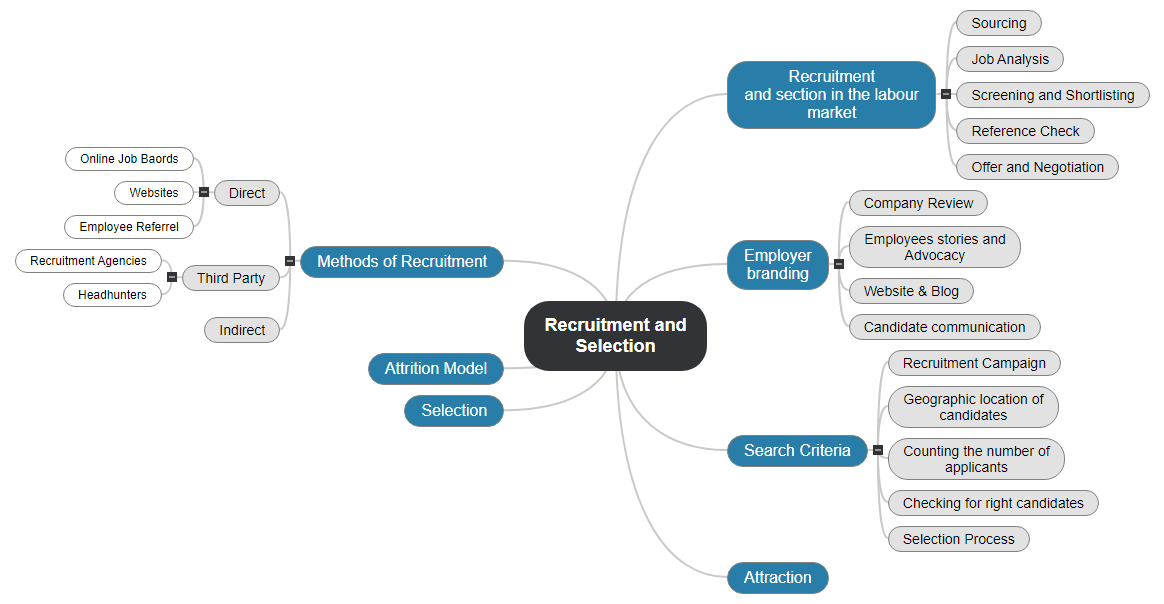 Recruitment and
Selection
Recruitment
and section in the labour
market
Sourcing
Job Analysis
Screening and Shortlisting
Reference Check
Offer and Negotiation
Employer
branding
Company Review
Employees stories and
Advocacy
Website & Blog
Candidate communication
Search Criteria
Recruitment Campaign
Geographic location of
candidates
Counting the number of
applicants
Checking for right candidates
Selection Process
Attraction
Methods of Recruitment
Direct
Online Job Baords
Websites
Employee Referrel
Third Party
Recruitment Agencies
Headhunters
Indirect
Attrition Model
Selection